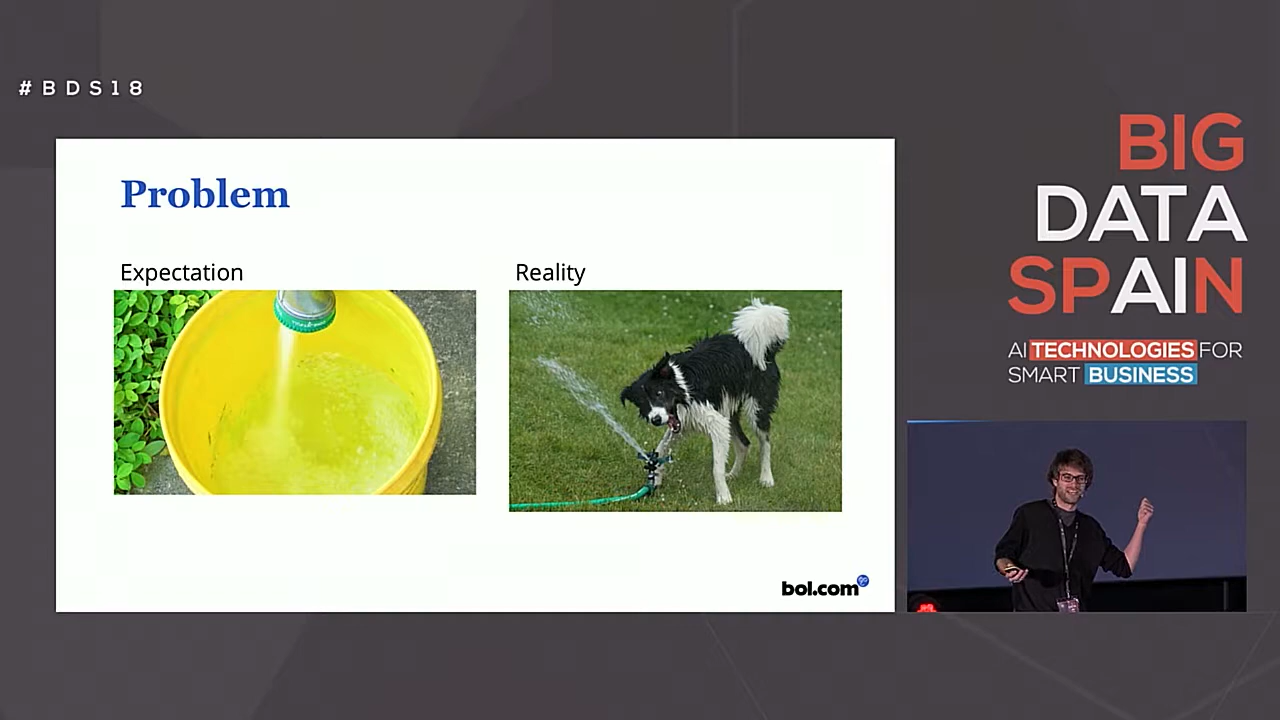 #BDS18
Problem
Expectation
Reality
bol.com
BIG
DATA
SPAIN
AI TECHNOLOGIES FOR
SMART BUSINESS